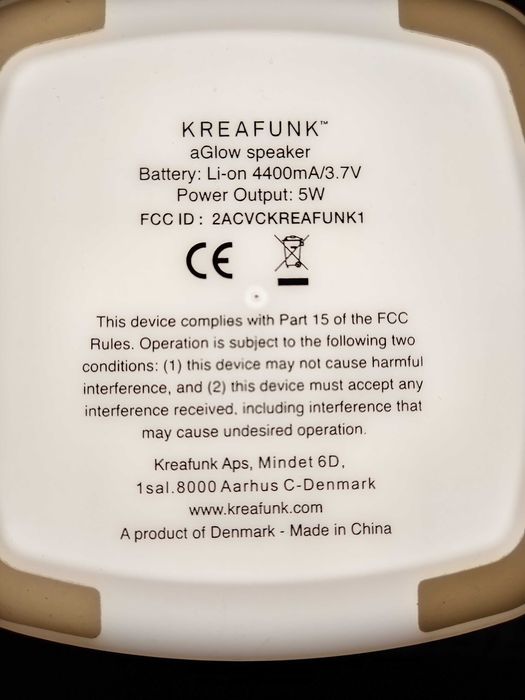 KREAFUNK™
aGlow speaker
Battery: Li-on 4400mA/3.7V
Power Output: 5W
FCC ID : 2ACVCKREAFUNK1
CE
This device complies with Part 15 of the FCC
Rules. Operation is subject to the following two
conditions: (1) this device may not cause harmful
interference, and (2) this device must accept any
interference received, including interference that
may cause undesired operation.
Kreafunk Aps, Mindet 6D,
1sal.8000 Aarhus C-Denmark
www.kreafunk.com
A product of Denmark - Made in China